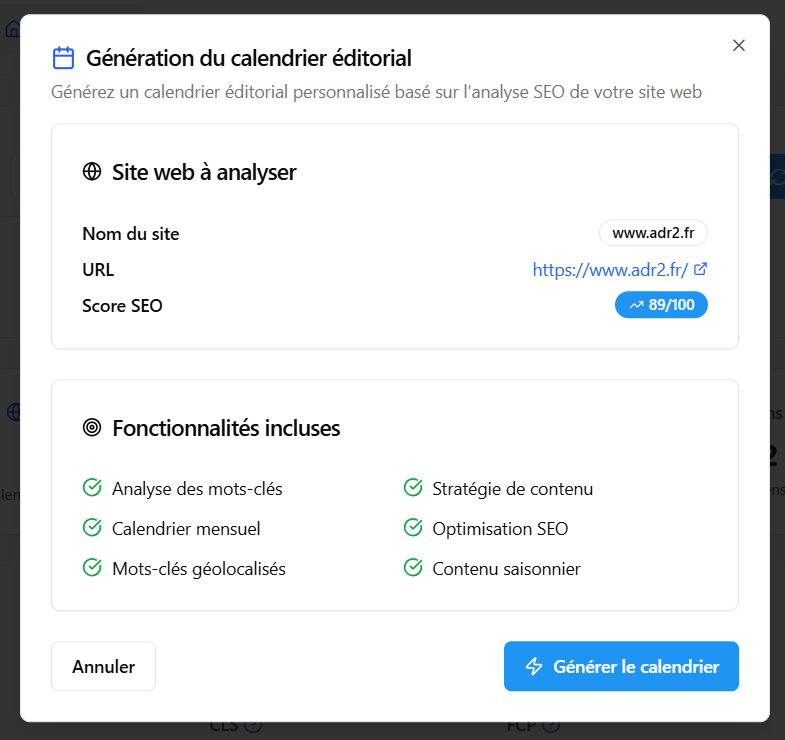 Génération du calendrier éditorial
Générez un calendrier éditorial personnalisé basé sur l'analyse SEO de votre site web
Site web à analyser
Nom du site
www.adr2.fr
URL
https://www.adr2.fr/
Score SEO
89/100
Fonctionnalités incluses
Analyse des mots-clés
Stratégie de contenu
Calendrier mensuel
Optimisation SEO
Mots-clés géolocalisés
Contenu saisonnier
Annuler
Générer le calendrier
CLS
FCP